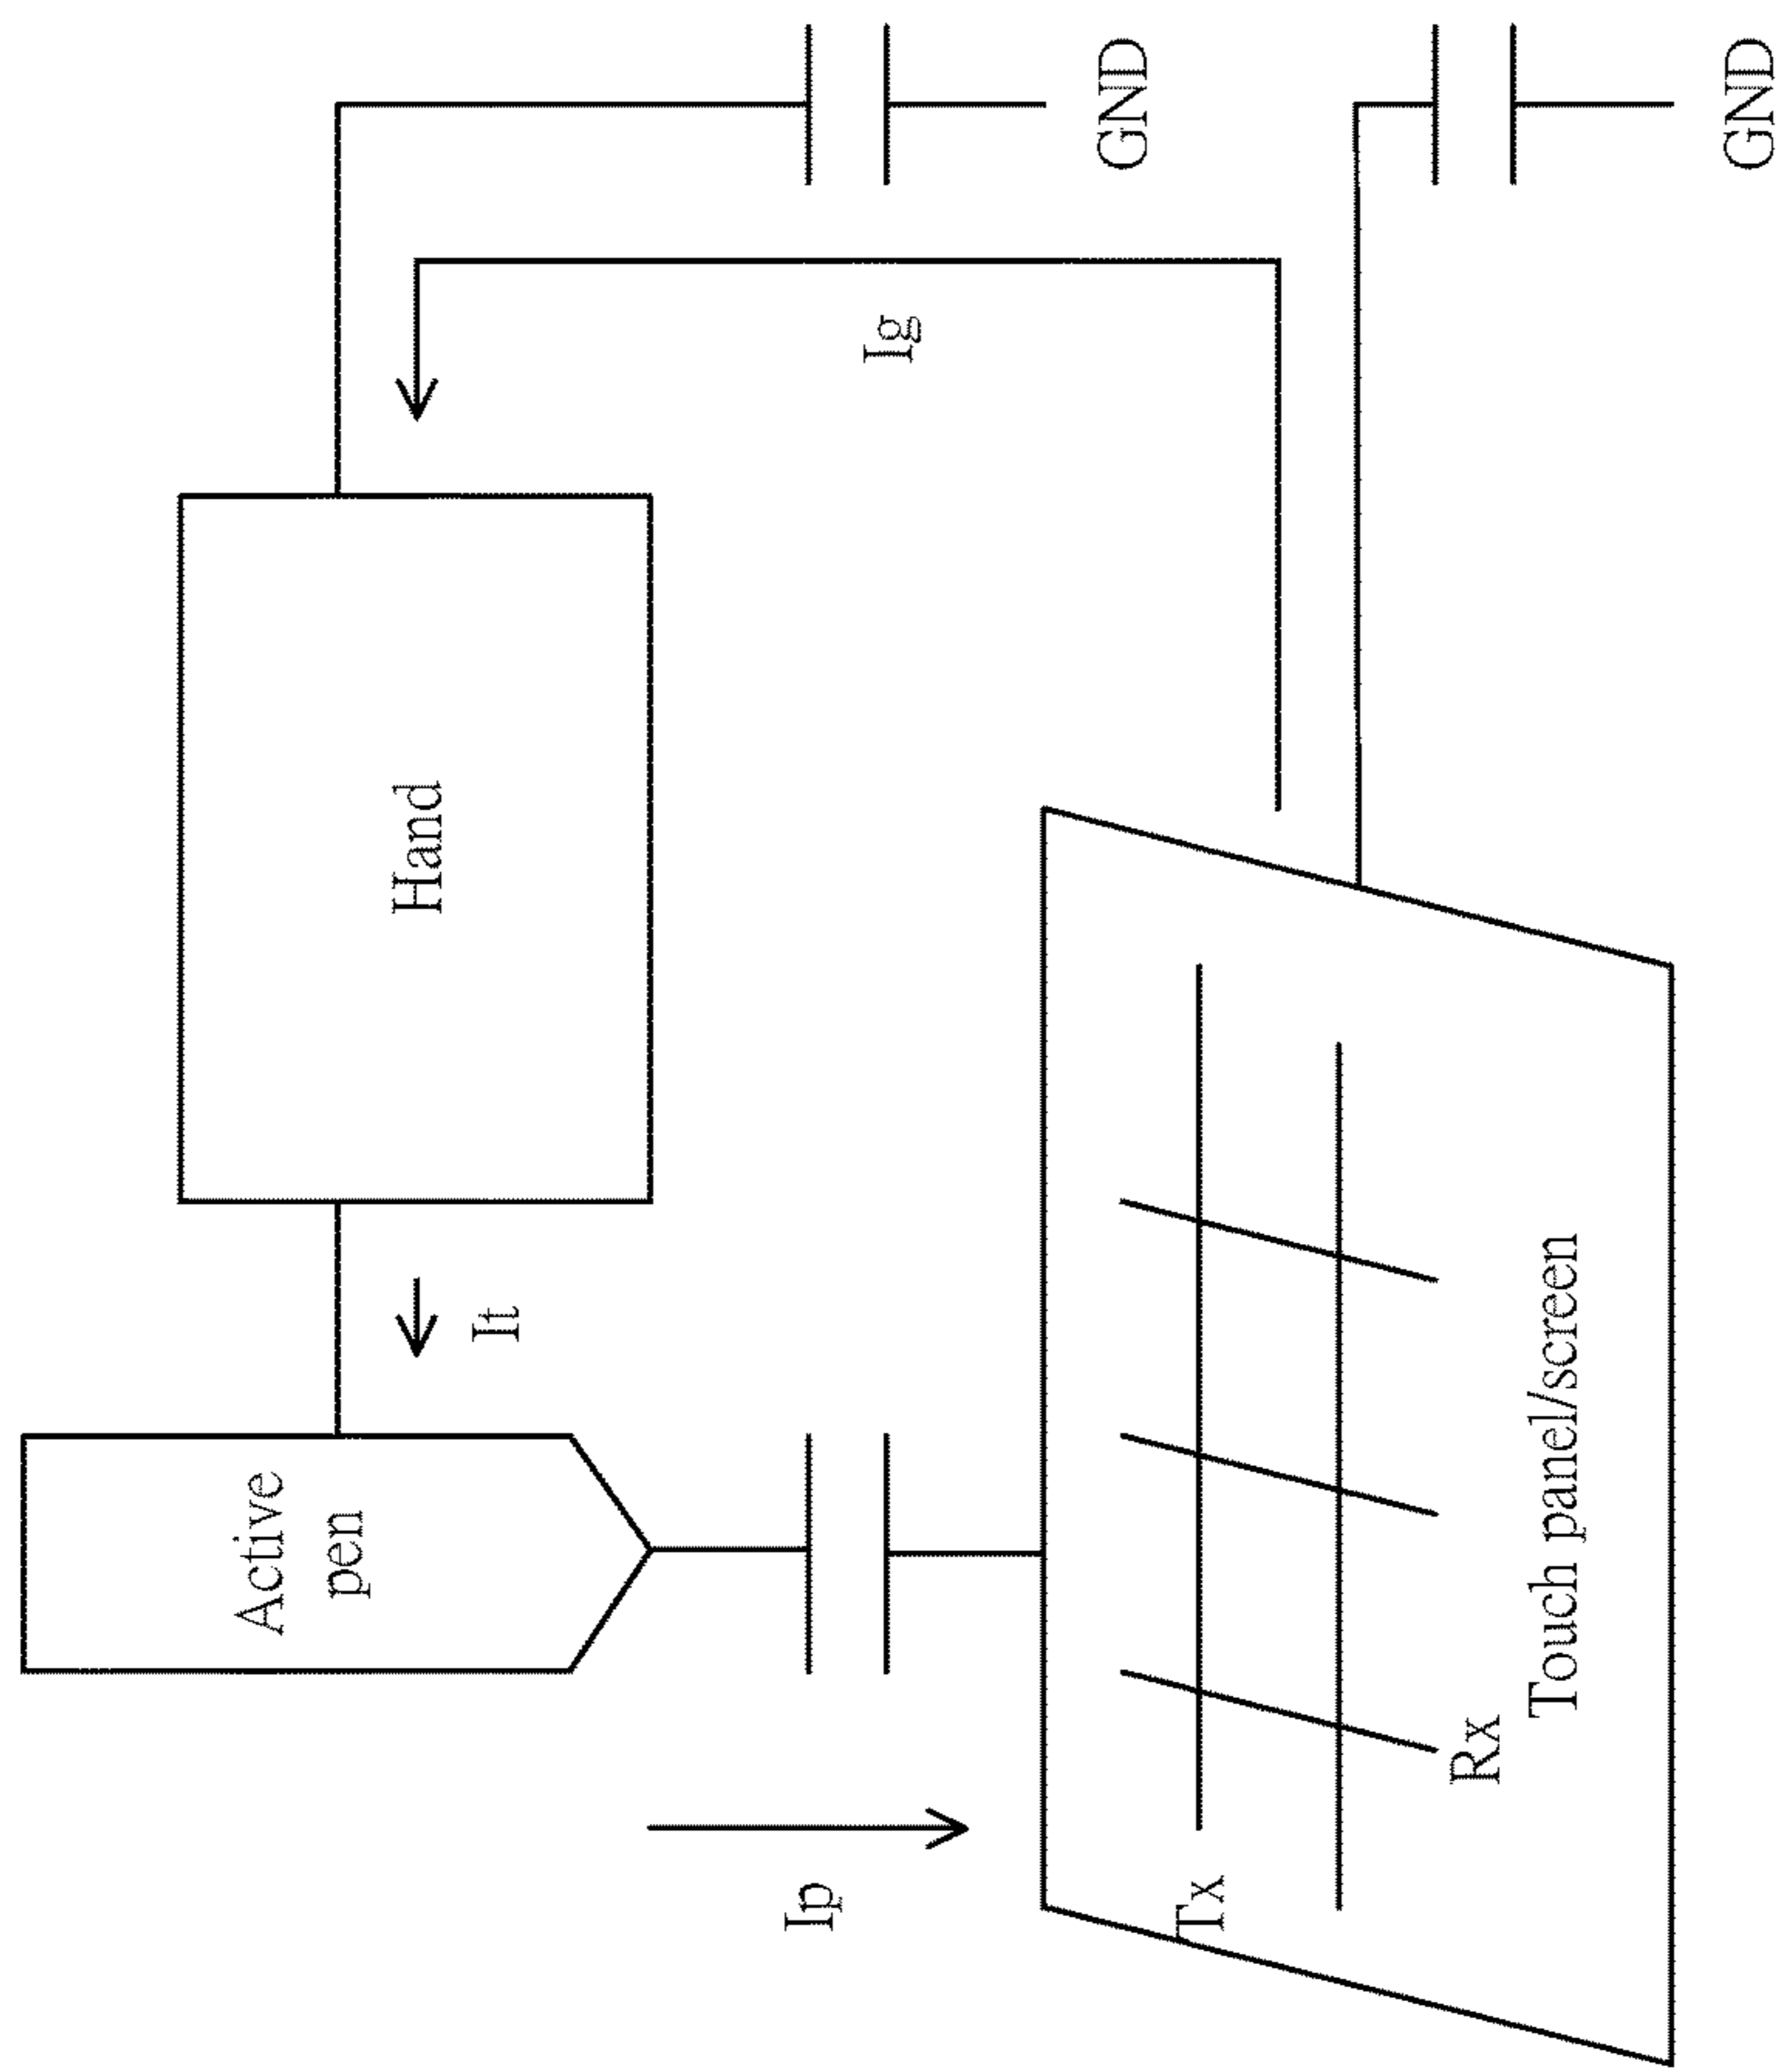 Active
pen
It
Hand
Ip
Ig
GND
Tx
Rx
Touch panel/screen
GND